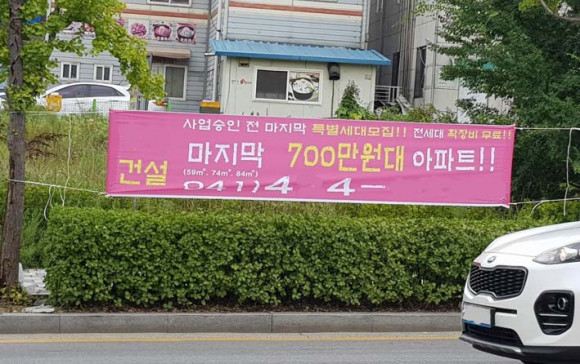 사업승인 전 마지막 특별세대모집!! 전세대 확장비 무료!!
건설 마지막 700만원대 아파트!!
(59㎡, 74㎡, 84㎡)